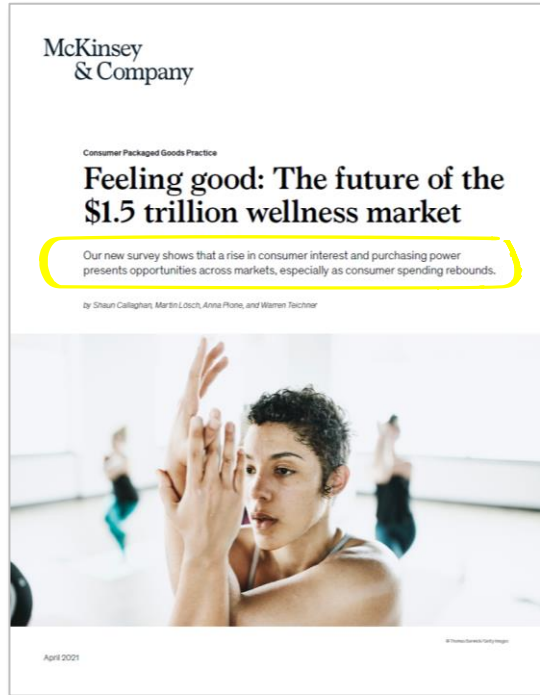 McKinsey
& Company
Consumer Packaged Goods Practice
Feeling good: The future of the
$1.5 trillion wellness market
Our new survey shows that a rise in consumer interest and purchasing power
presents opportunities across markets, especially as consumer spending rebounds.
by Shaun Callaghan, Martin Lösch, Anna Pione, and Warren Teichner
April 2021